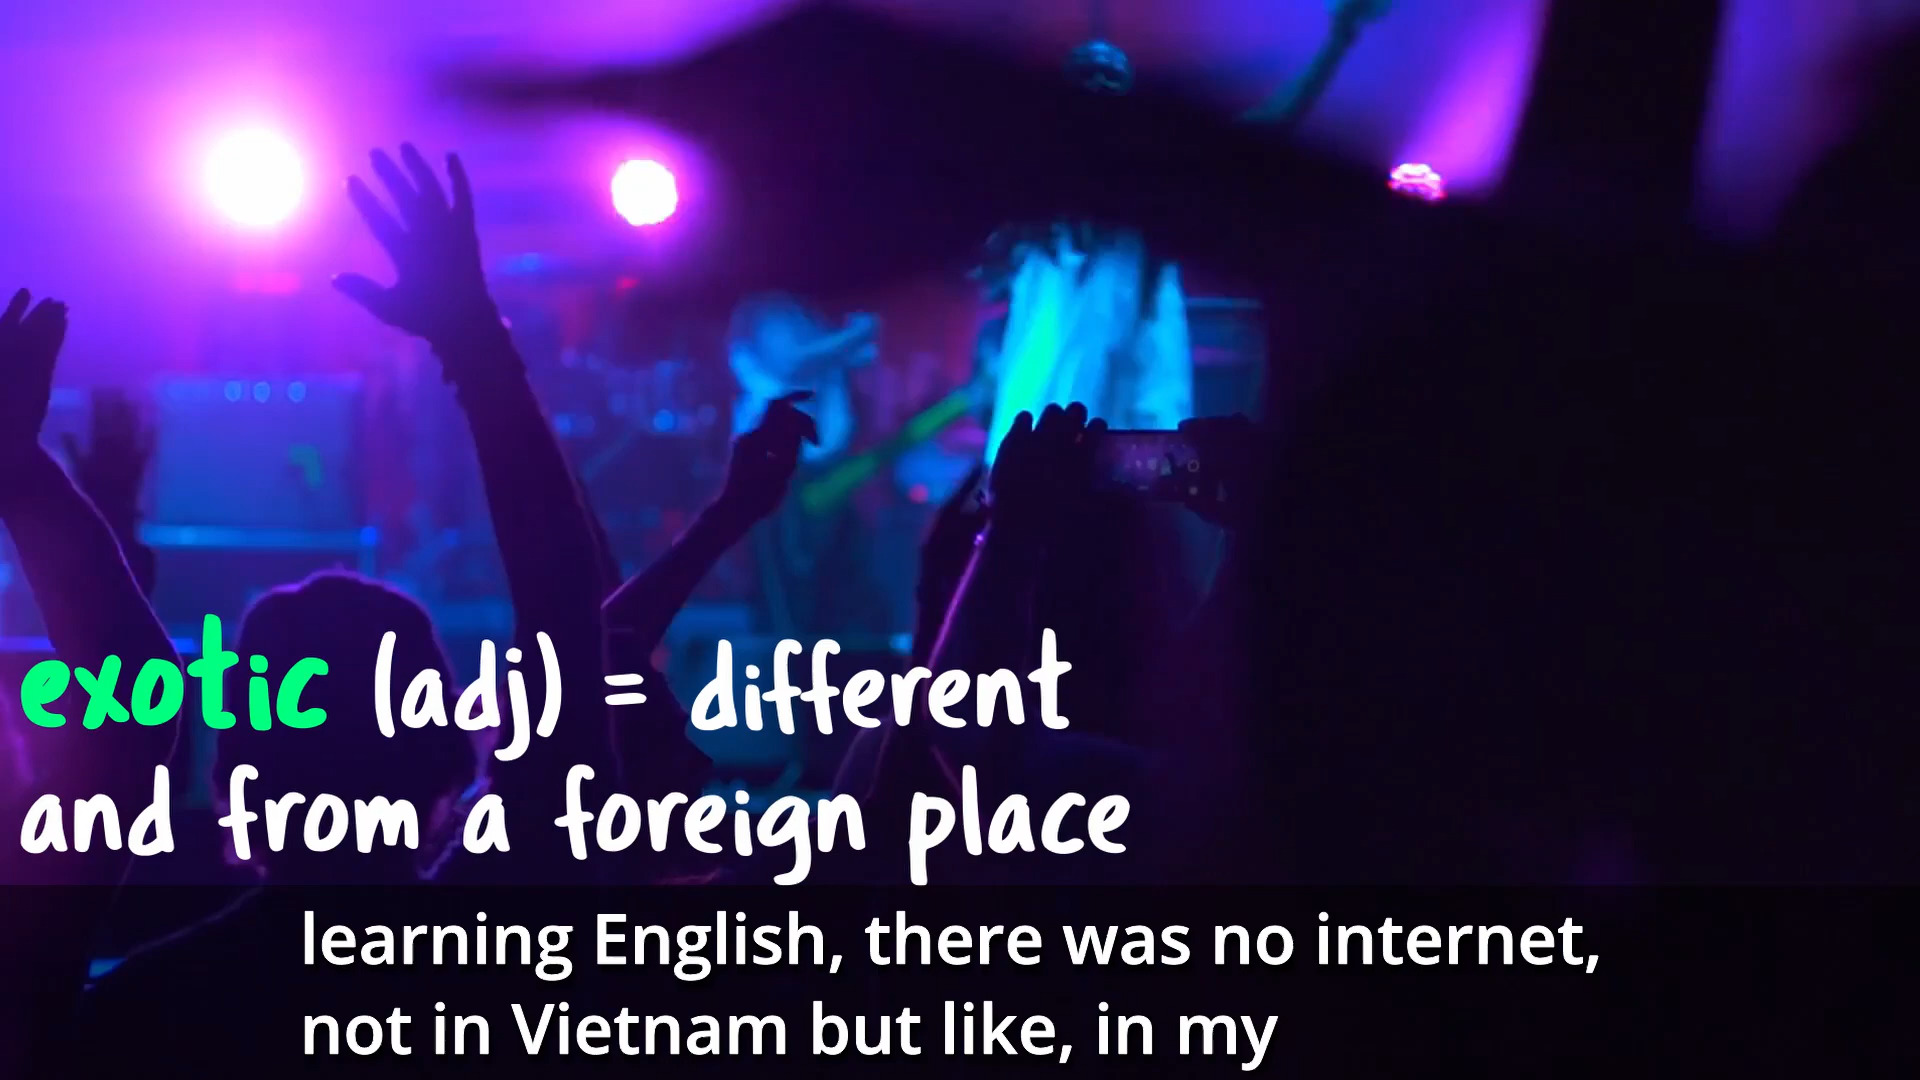 exotic (adj) = different
and from a foreign place
learning English, there was no internet,
not in Vietnam but like, in my